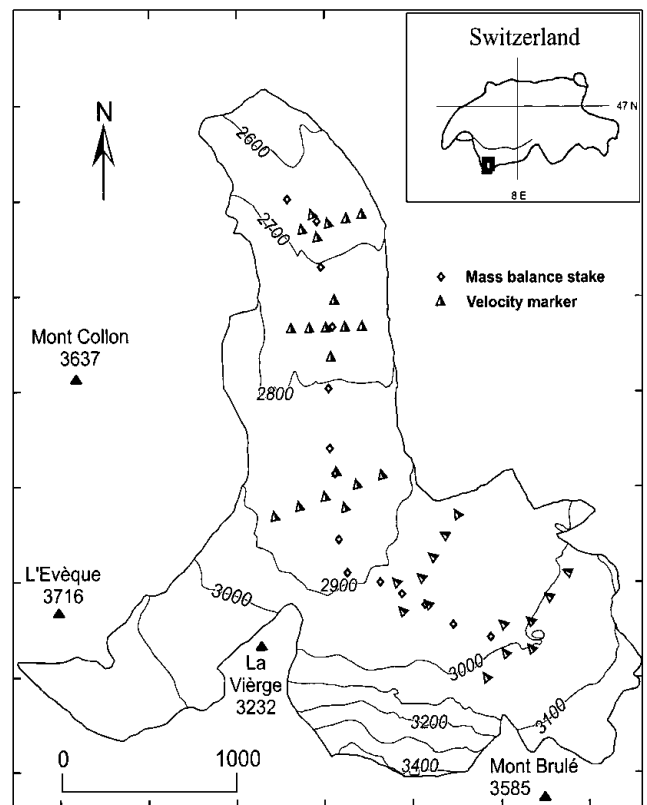 Switzerland
47 N
8 E
N
2600
2700
Mass balance stake
Velocity marker
Mont Collon
3637
2800
L'Evèque
3716
2900
3000
La
Vièrge
3232
3000
3100
3200
3400
0 1000
Mont Brulé
3585